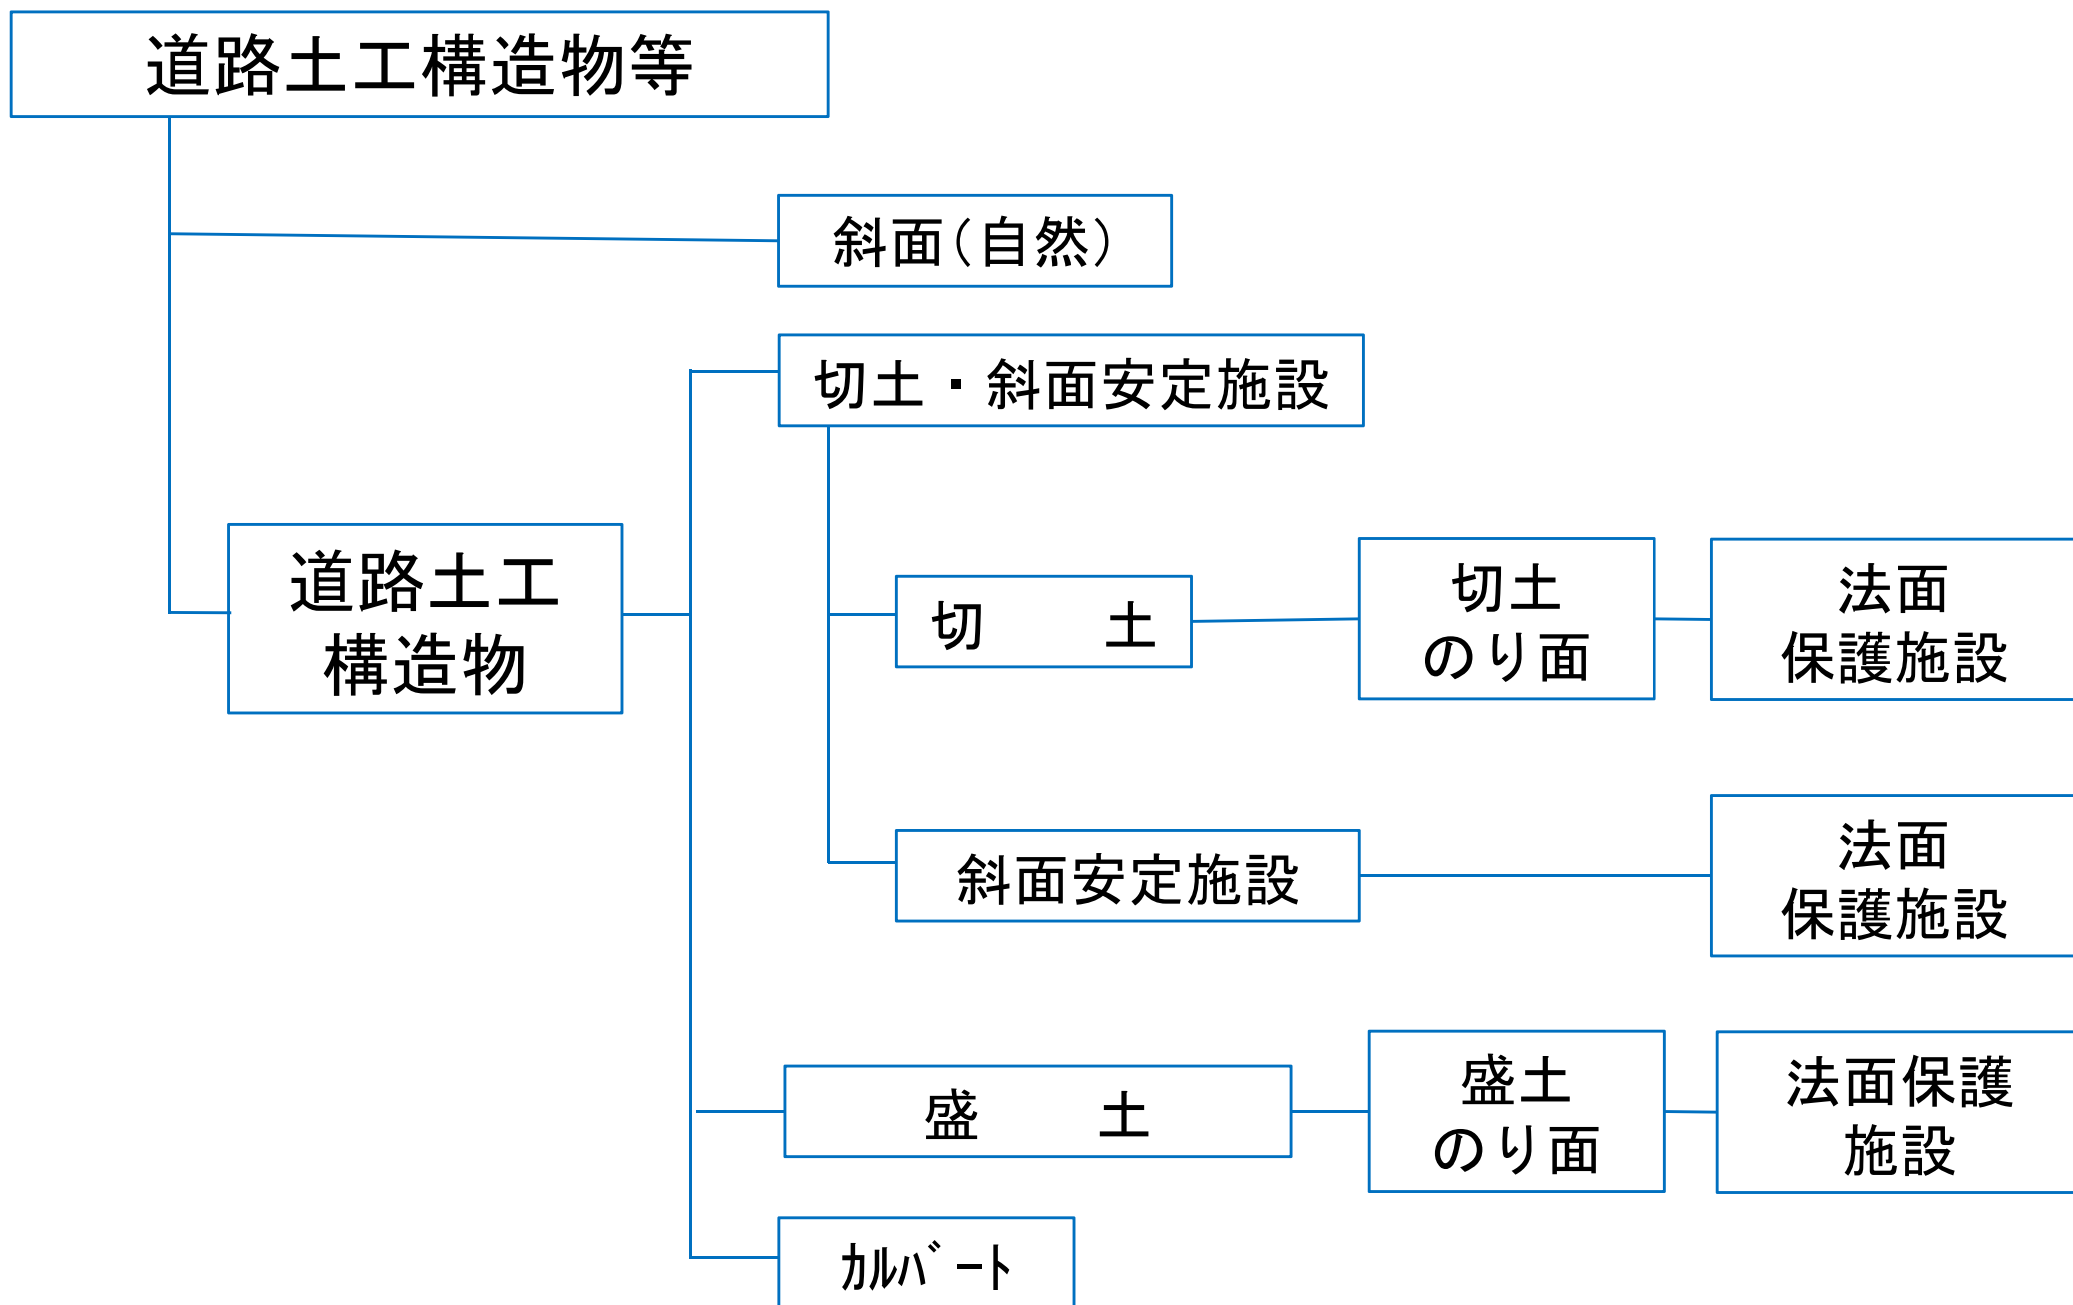 道路土工構造物等
斜面(自然)
切土・斜面安定施設
道路土工
構造物
切　土
切土
のり面
法面
保護施設
斜面安定施設
法面
保護施設
盛　土
盛土
のり面
法面保護
施設
ｶﾙﾊﾞｰﾄ